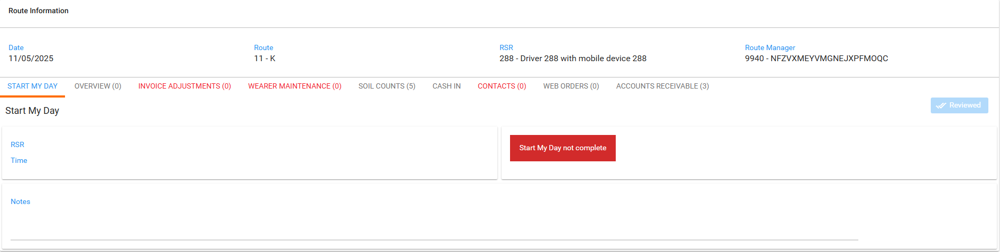 Route Information
Date
11/05/2025
Route
11 - K
RSR
288 - Driver 288 with mobile device 288
Route Manager
9940 - NFZVXMEYVMGNEJXPFMOQC
START MY DAY OVERVIEW (0) INVOICE ADJUSTMENTS (0) WEARER MAINTENANCE (0) SOIL COUNTS (5) CASH IN CONTACTS (0) WEB ORDERS (0) ACCOUNTS RECEIVABLE (3)
Start My Day
Reviewed
RSR
Time
Start My Day not complete
Notes